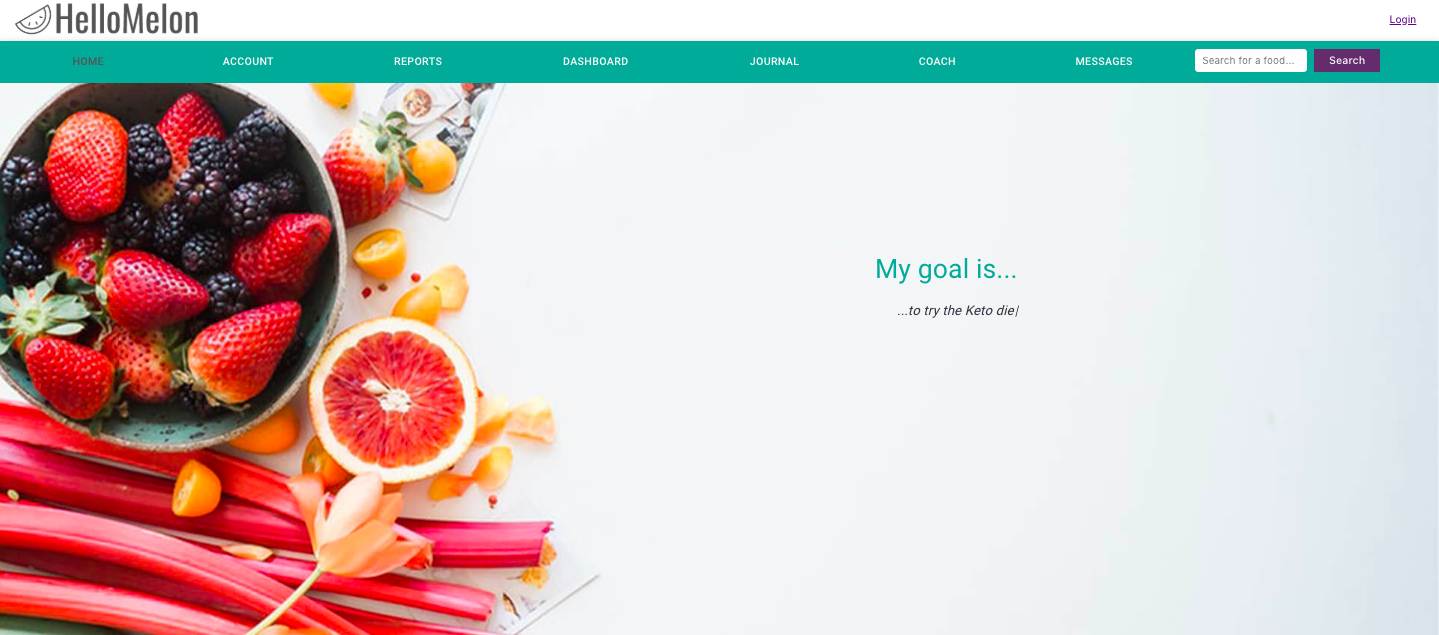 HelloMelon
Login
HOME ACCOUNT REPORTS DASHBOARD JOURNAL COACH MESSAGES Search for a food... Search
My goal is...
...to try the Keto die|